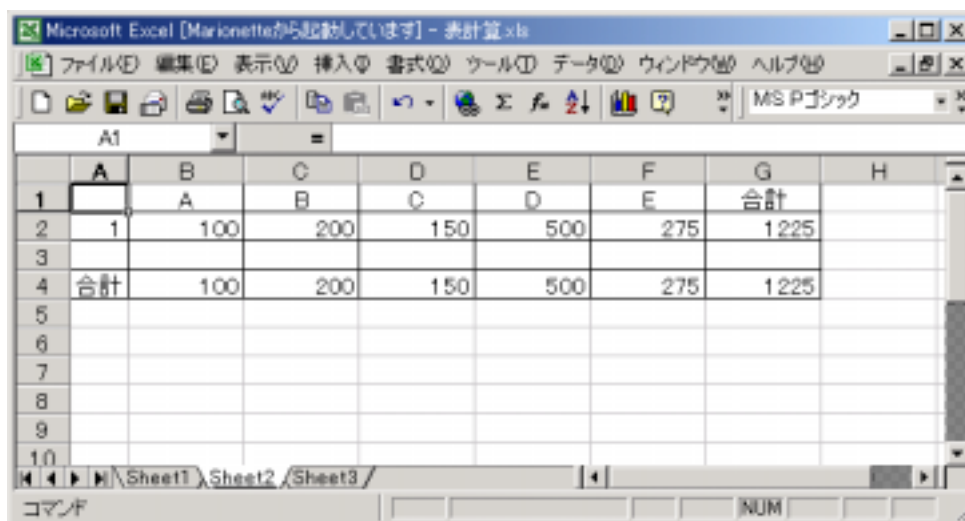 Microsoft Excel [Marionetteから起動しています] - 表計算.xls
ファイル(F) 編集(E) 表示(V) 挿入(I) 書式(O) ツール(T) データ(D) ウィンドウ(W) ヘルプ(H)
MS Pゴシック
A1 =
A B C D E F G H
1 A B C D E 合計
2 1 100 200 150 500 275 1225
3
4 合計 100 200 150 500 275 1225
5
6
7
8
9
10
Sheet1 Sheet2 Sheet3
コマンド NUM